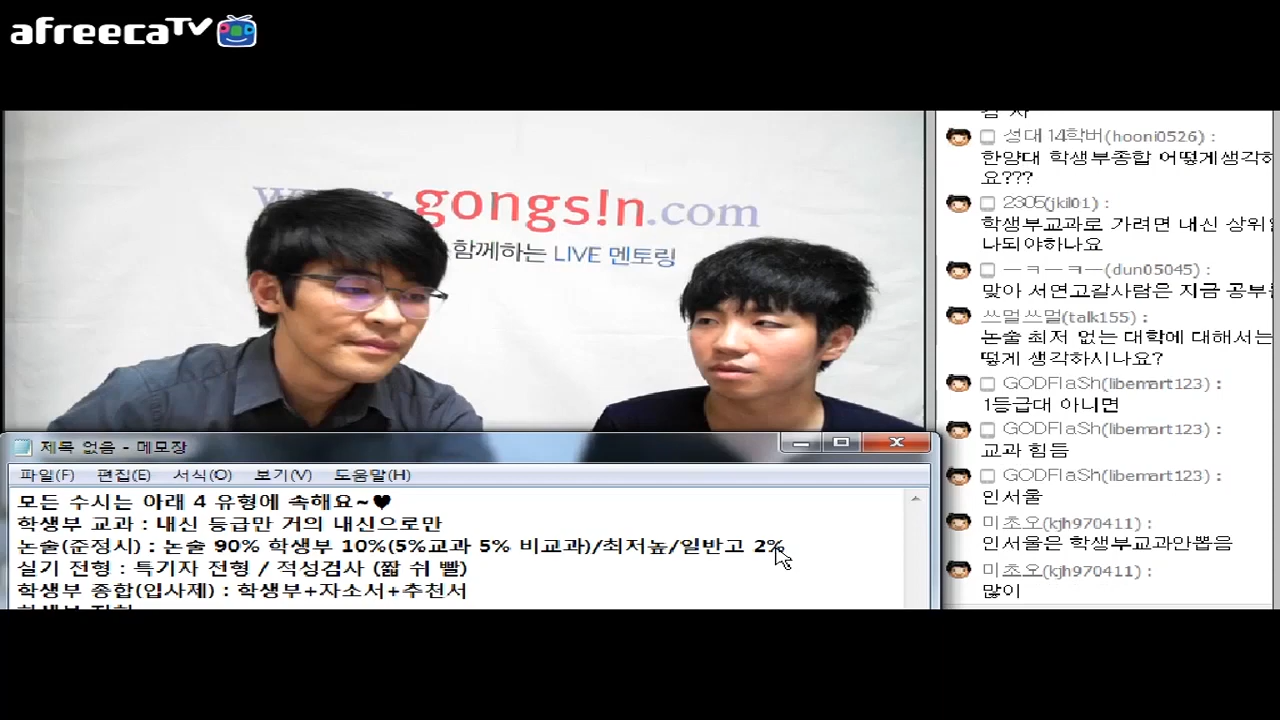 afreecaTV
www.gongs!n.com
함께하는 LIVE 멘토링
제목 없음 - 메모장
파일(F) 편집(E) 서식(O) 보기(V) 도움말(H)
모든 수시는 아래 4 유형에 속해요~♥
학생부 교과 : 내신 등급만 거의 내신으로만
논술(준정시) : 논술 90% 학생부 10%(5%교과 5% 비교과)/최저높/일반고 2%
실기 전형 : 특기자 전형 / 적성검사 (짧 쉬 빨)
학생부 종합(입사제) : 학생부+자소서+추천서
성대 14학버(hooni0526) :
한양대 학생부종합 어떻게생각하
요???
2305(jkil01) :
학생부교과로 가려면 내신 상위
나되야하나요
ㅡㅋㅡㅋㅡ(dun05045) :
맞아 서연고갈사람은 지금 공부
쓰멀쓰멀(talk155) :
논술 최저 없는 대학에 대해서는
떻게 생각하시나요?
GODFlaSh(libemart123) :
1등급대 아니면
GODFlaSh(libemart123) :
교과 힘듬
GODFlaSh(libemart123) :
인서울
미초오(kjh970411) :
인서울은 학생부교과안뽑음
미초오(kjh970411) :
많이